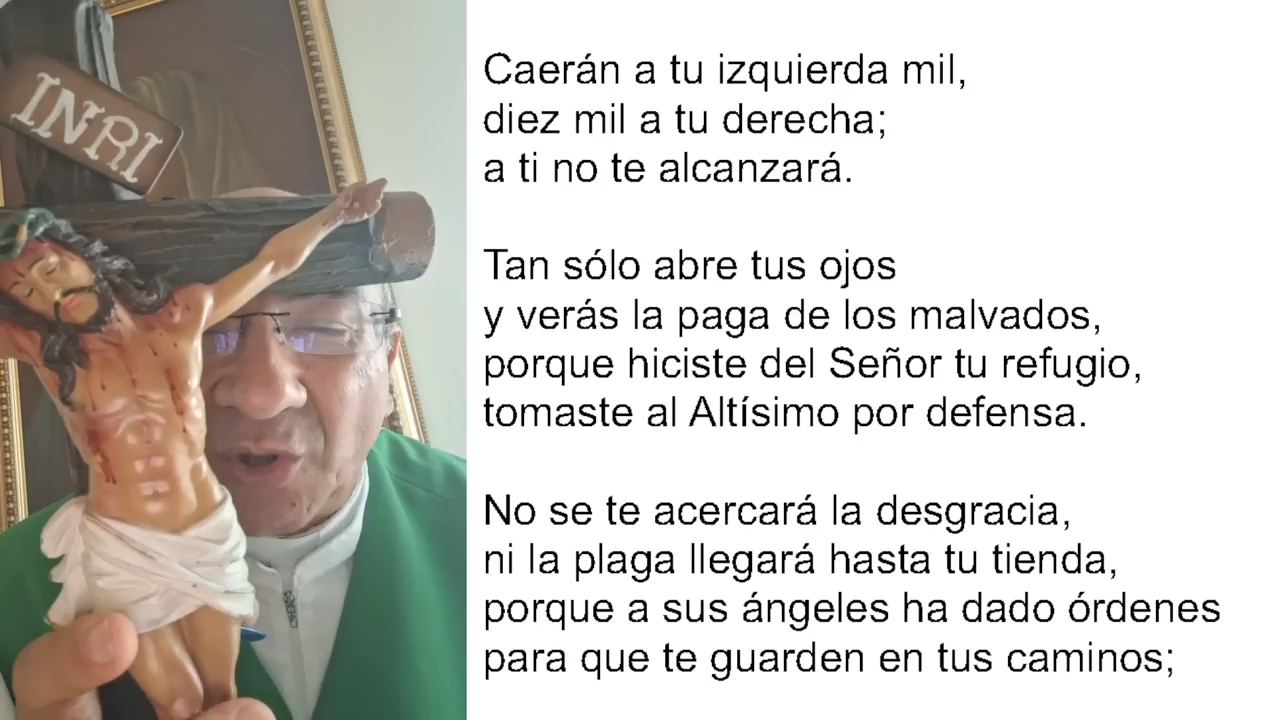 INRI
Caerán a tu izquierda mil,
diez mil a tu derecha;
a ti no te alcanzará.
Tan sólo abre tus ojos
y verás la paga de los malvados,
porque hiciste del Señor tu refugio,
tomaste al Altísimo por defensa.
No se te acercará la desgracia,
ni la plaga llegará hasta tu tienda,
porque a sus ángeles ha dado órdenes
para que te guarden en tus caminos;